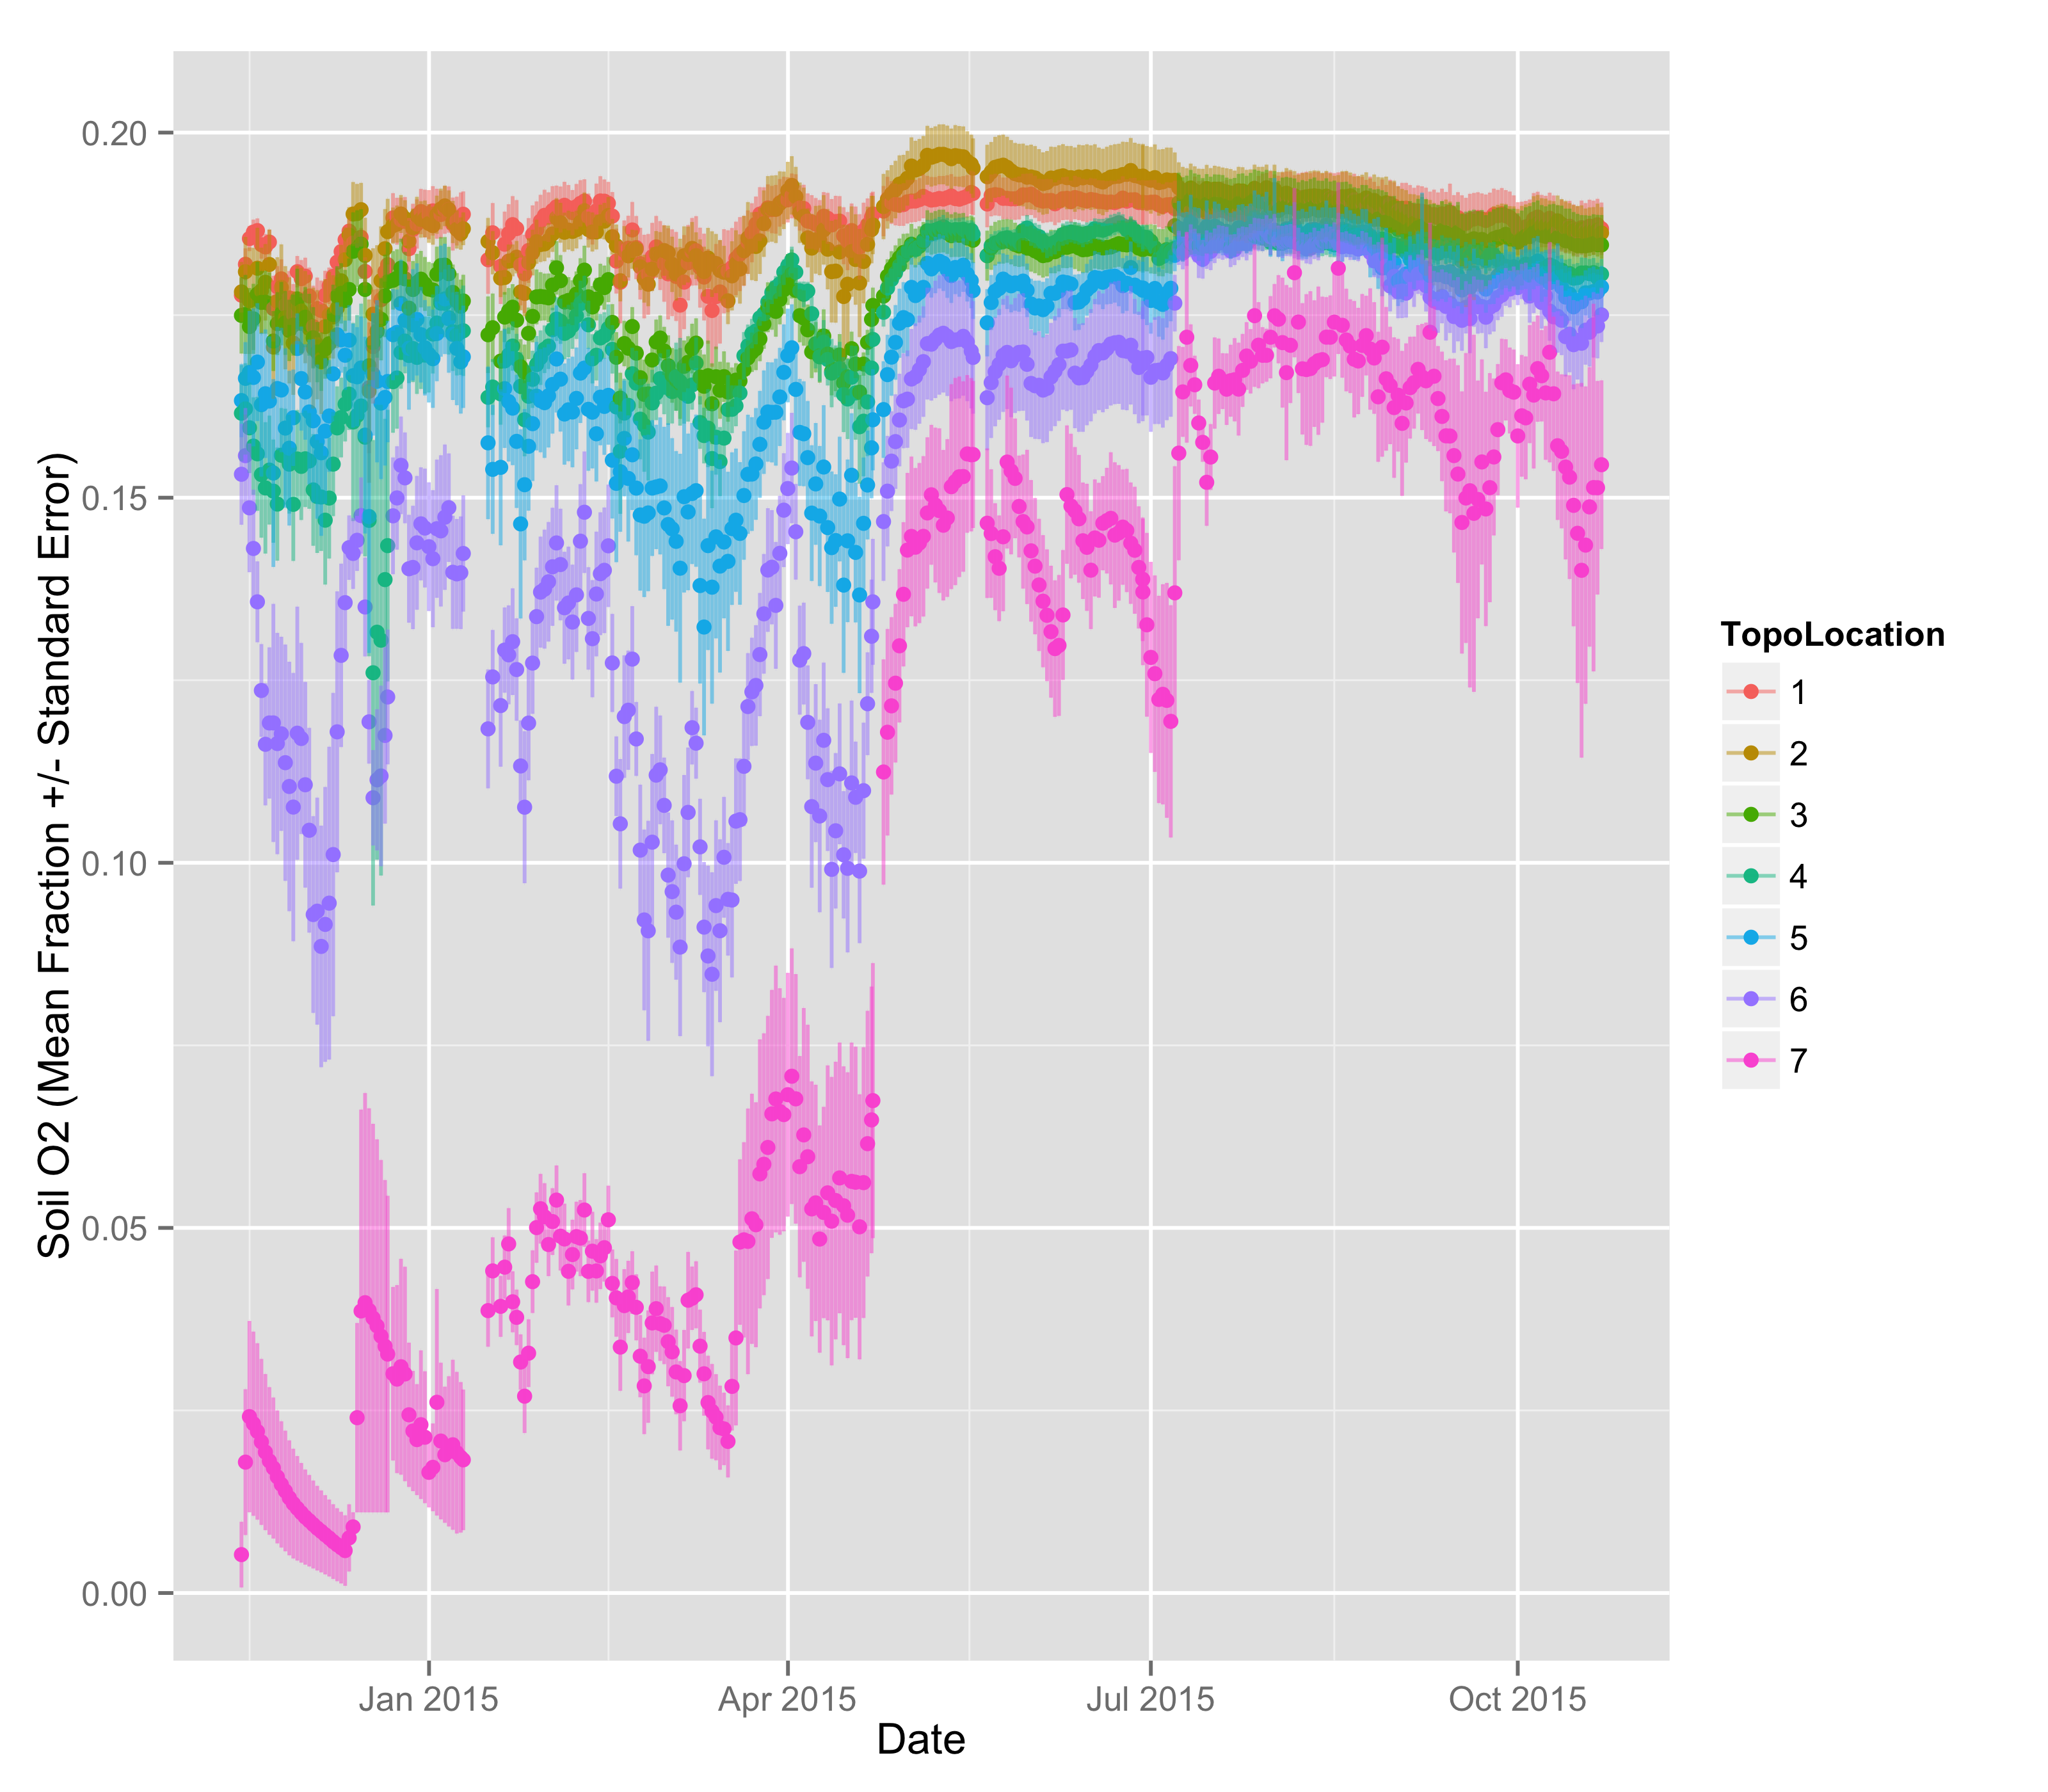 Soil O2 (Mean Fraction +/- Standard Error)
0.20
0.15
0.10
0.05
0.00
Jan 2015
Apr 2015
Jul 2015
Oct 2015
Date
TopoLocation
1
2
3
4
5
6
7